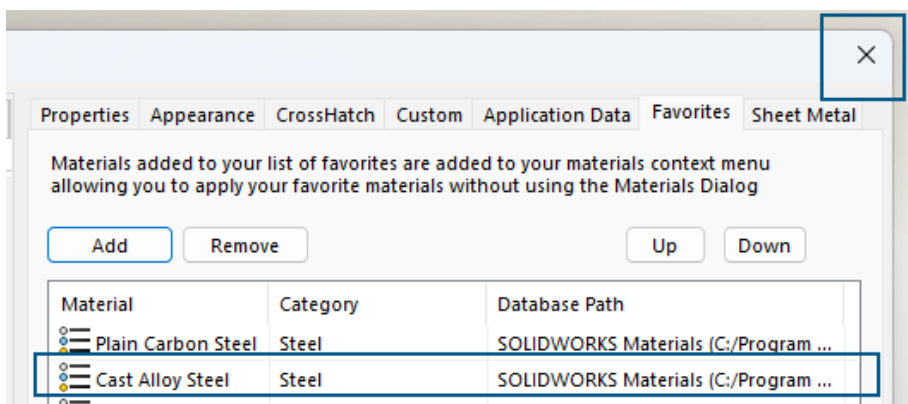 Properties Appearance CrossHatch Custom Application Data Favorites Sheet Metal
Materials added to your list of favorites are added to your materials context menu
allowing you to apply your favorite materials without using the Materials Dialog
Add Remove Up Down
Material Category Database Path
Plain Carbon Steel Steel SOLIDWORKS Materials (C:/Program ...
Cast Alloy Steel Steel SOLIDWORKS Materials (C:/Program ...